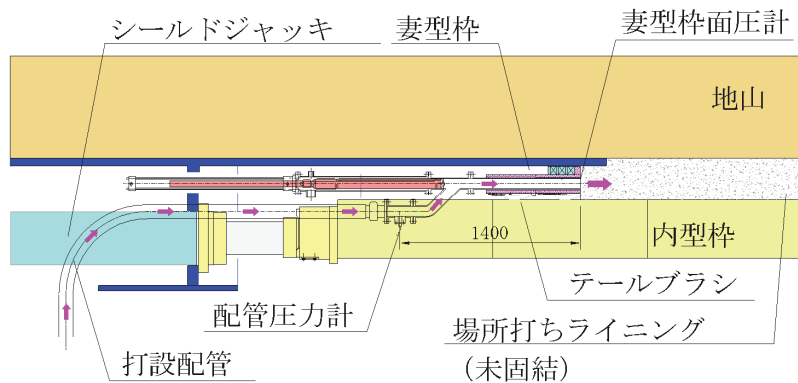 シールドジャッキ
妻型枠
妻型枠面圧計
地山
1400
内型枠
テールブラシ
配管圧力計
場所打ちライニング
(未固結)
打設配管